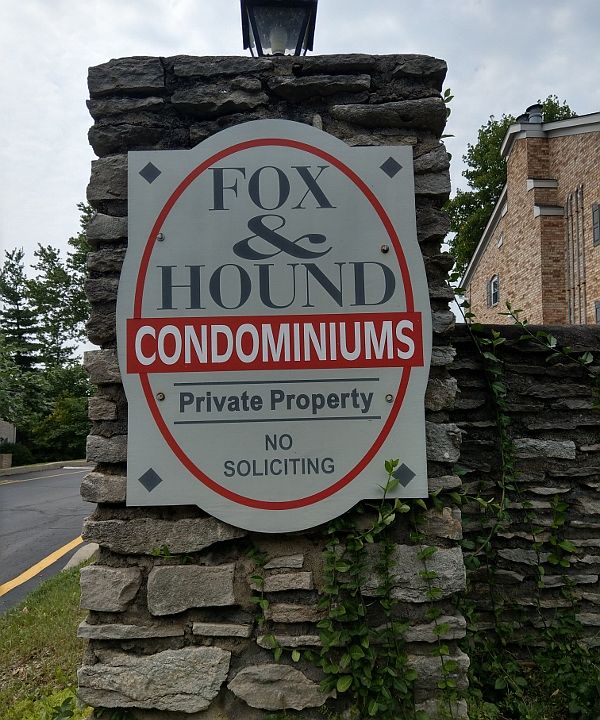 FOX
&
HOUND
CONDOMINIUMS
Private Property
NO
SOLICITING